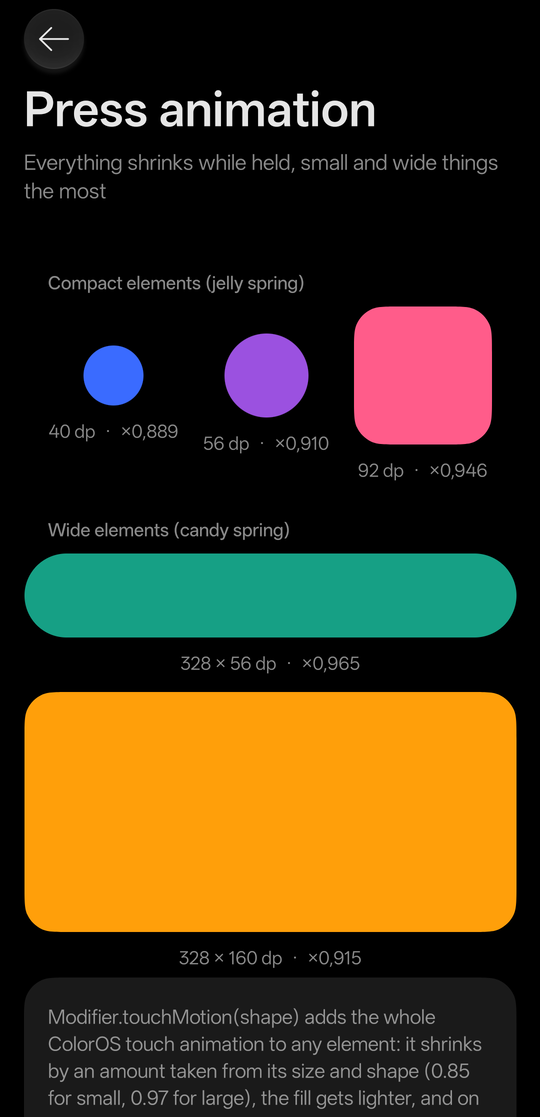 Press animation
Everything shrinks while held, small and wide things
the most
Compact elements (jelly spring)
40 dp · ×0,889
56 dp · ×0,910
92 dp · ×0,946
Wide elements (candy spring)
328 × 56 dp · ×0,965
328 × 160 dp · ×0,915
Modifier.touchMotion(shape) adds the whole
ColorOS touch animation to any element: it shrinks
by an amount taken from its size and shape (0.85
for small, 0.97 for large), the fill gets lighter, and on